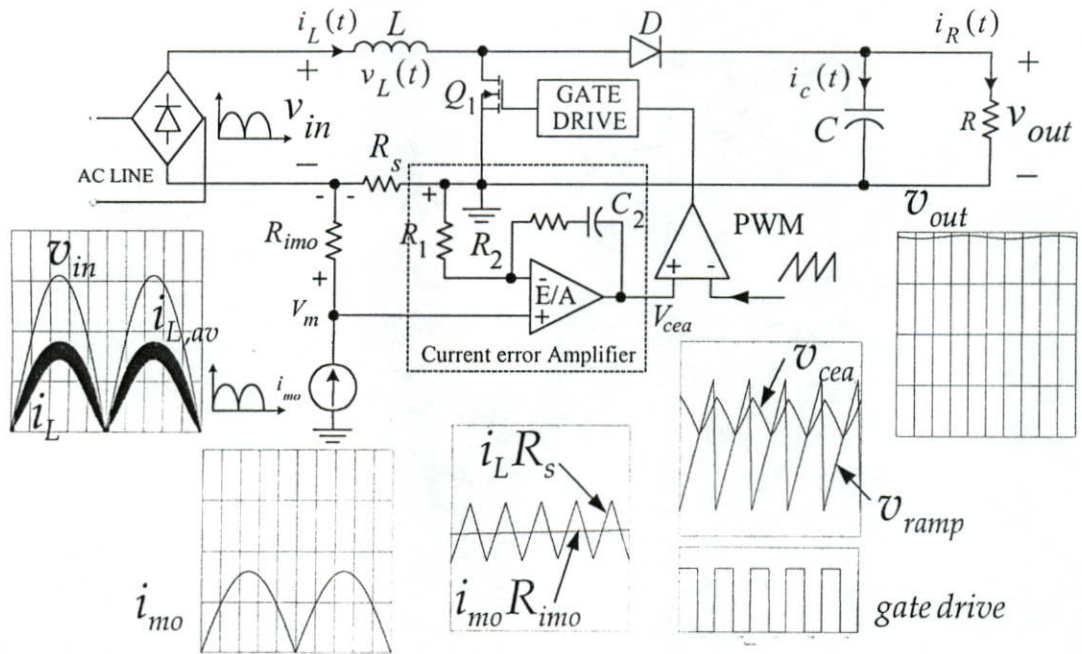 i_L(t)
L
D
i_R(t)
+
v_L(t)
+
Q_1
GATE
DRIVE
i_c(t)
C
R
v_out
v_in
−
−
AC LINE
R_s
+
- -
v_out
R_imo
R_1
R_2
C_2
PWM
+
-
+ -
E/A
+
V_m
V_cea
Current error Amplifier
v_in
i_L,av
i_L
i_mo
v_cea
i_L R_s
v_ramp
i_mo R_imo
i_mo
gate drive